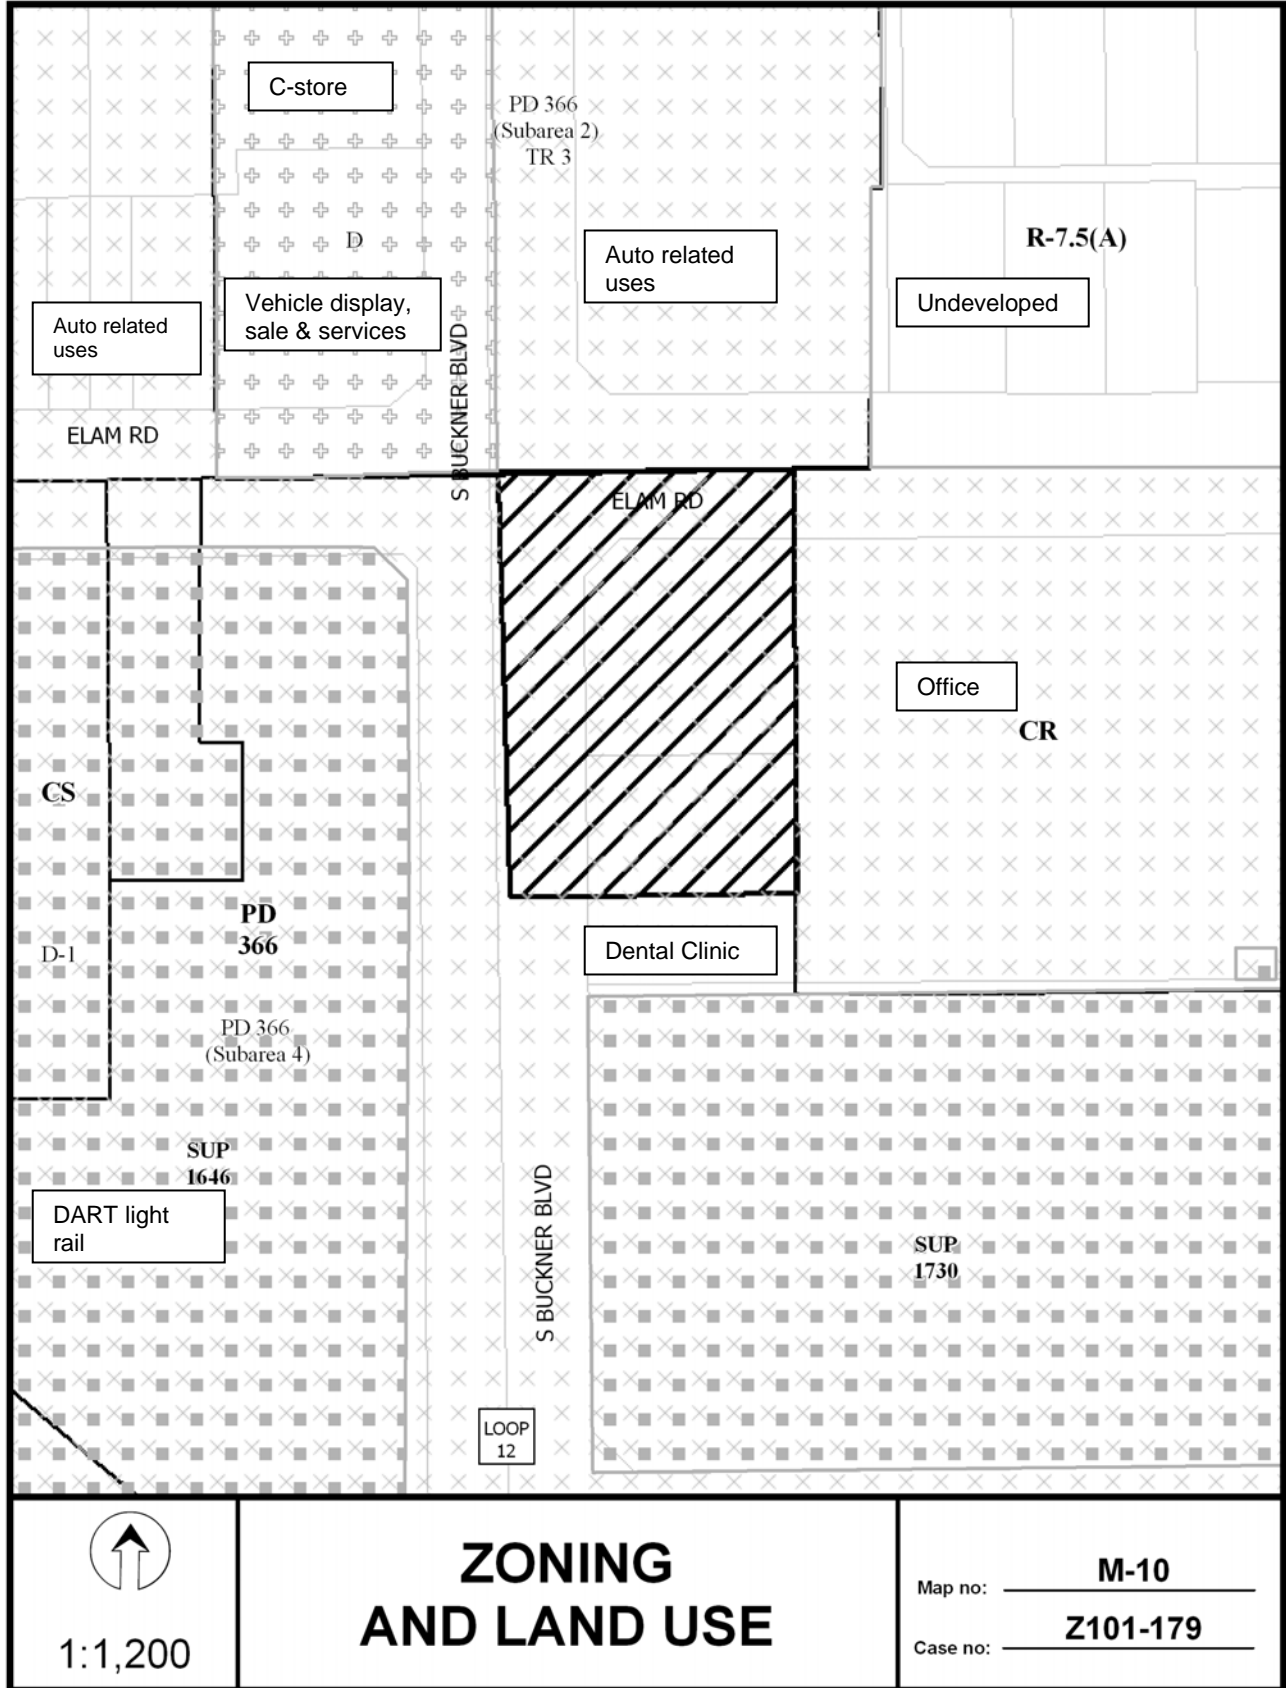 C-store
PD 366
(Subarea 2)
TR 3
D
R-7.5(A)
Auto related
uses
Vehicle display,
sale & services
Undeveloped
Auto related
uses
S BUCKNER BLVD
ELAM RD
ELAM RD
Office
CR
CS
PD
366
Dental Clinic
D-1
PD 366
(Subarea 4)
SUP
1646
DART light
rail
S BUCKNER BLVD
SUP
1730
LOOP
12
1:1,200
ZONING
AND LAND USE
Map no: M-10
Case no: Z101-179